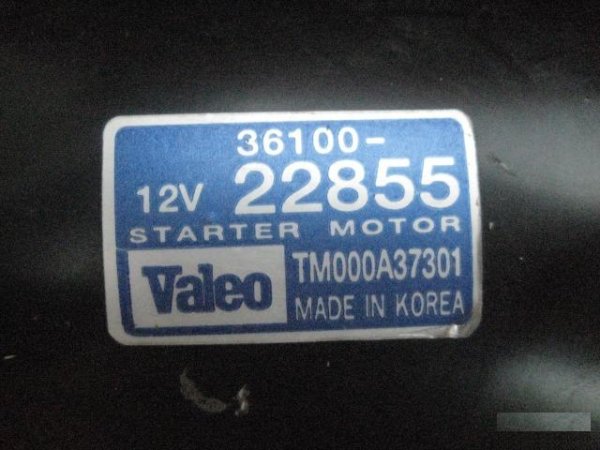 36100-
12V 22855
STARTER MOTOR
Valeo TM000A37301
MADE IN KOREA